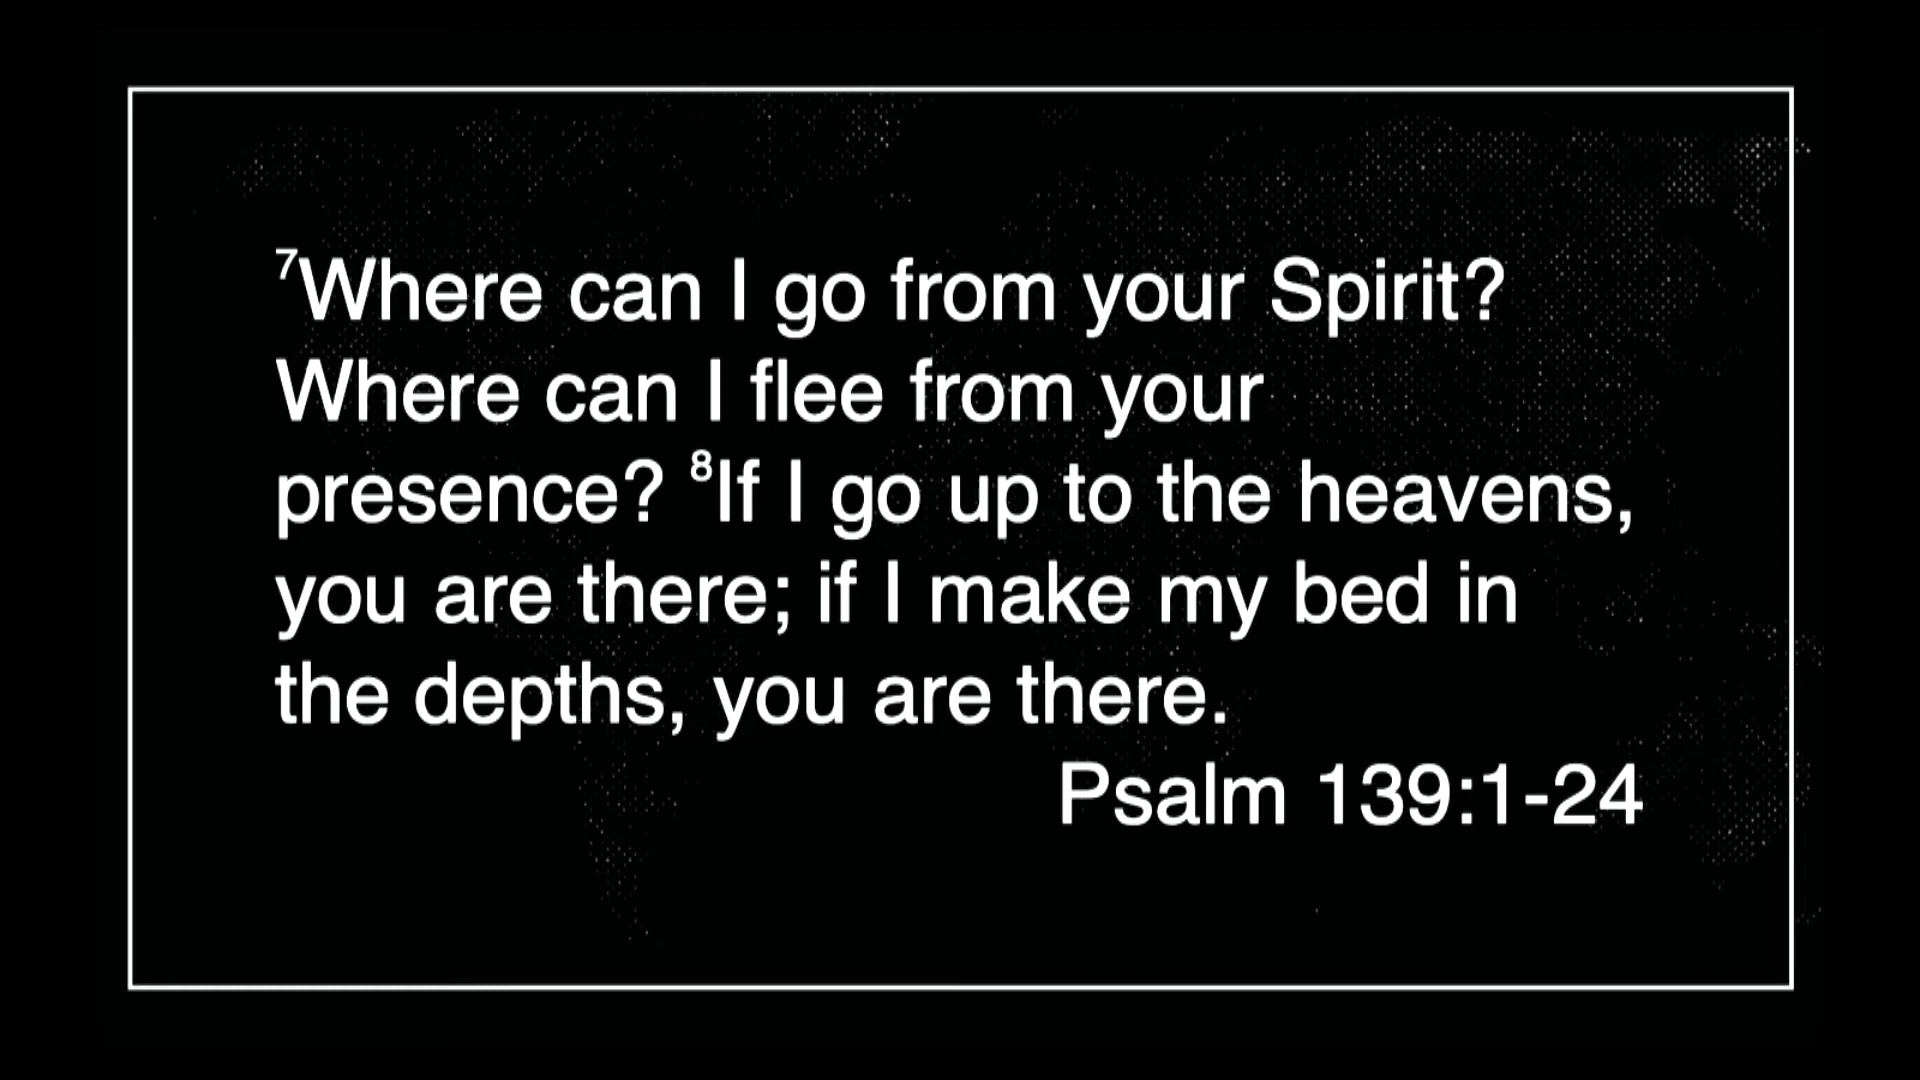 ⁷Where can I go from your Spirit?
Where can I flee from your
presence? ⁸If I go up to the heavens,
you are there; if I make my bed in
the depths, you are there.
Psalm 139:1-24